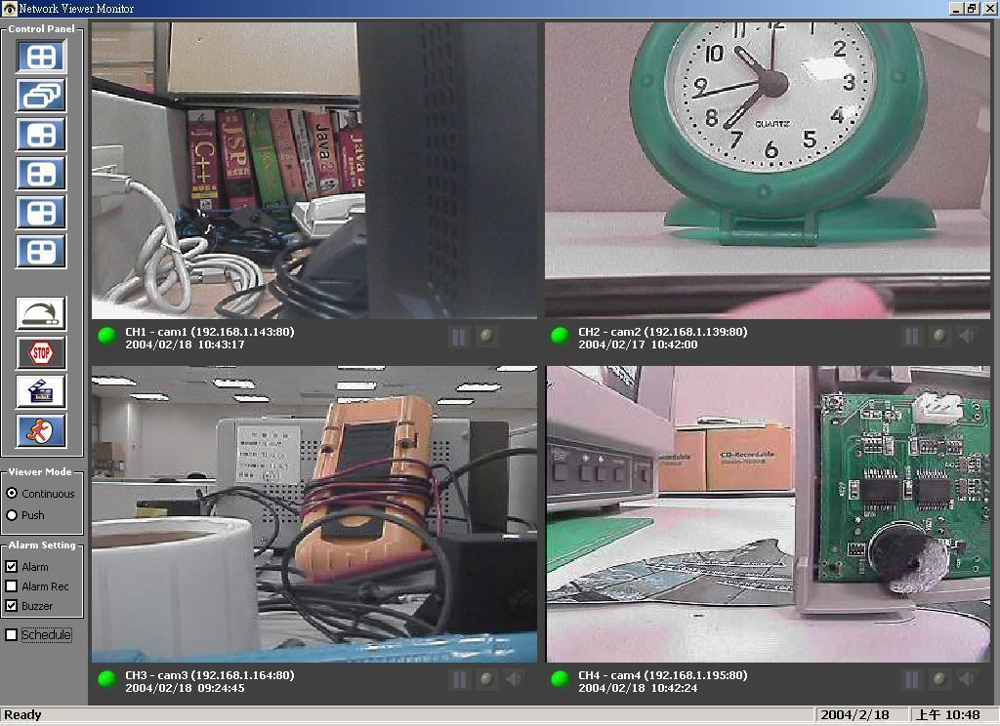 Network Viewer Monitor
Control Panel
STOP
Viewer Mode
Continuous
Push
Alarm Setting
Alarm
Alarm Rec
Buzzer
Schedule
C++
JSP
Java 2
Java
CH1 - cam1 (192.168.1.143:80)
2004/02/18 10:43:17
10 11 12 1 2 3 4 5 6 7 8 9
QUARTZ
CH2 - cam2 (192.168.1.139:80)
2004/02/17 10:42:00
CH3 - cam3 (192.168.1.164:80)
2004/02/18 09:24:45
CD-Recordable
CH4 - cam4 (192.168.1.195:80)
2004/02/18 10:42:24
Ready
2004/2/18
上午 10:48